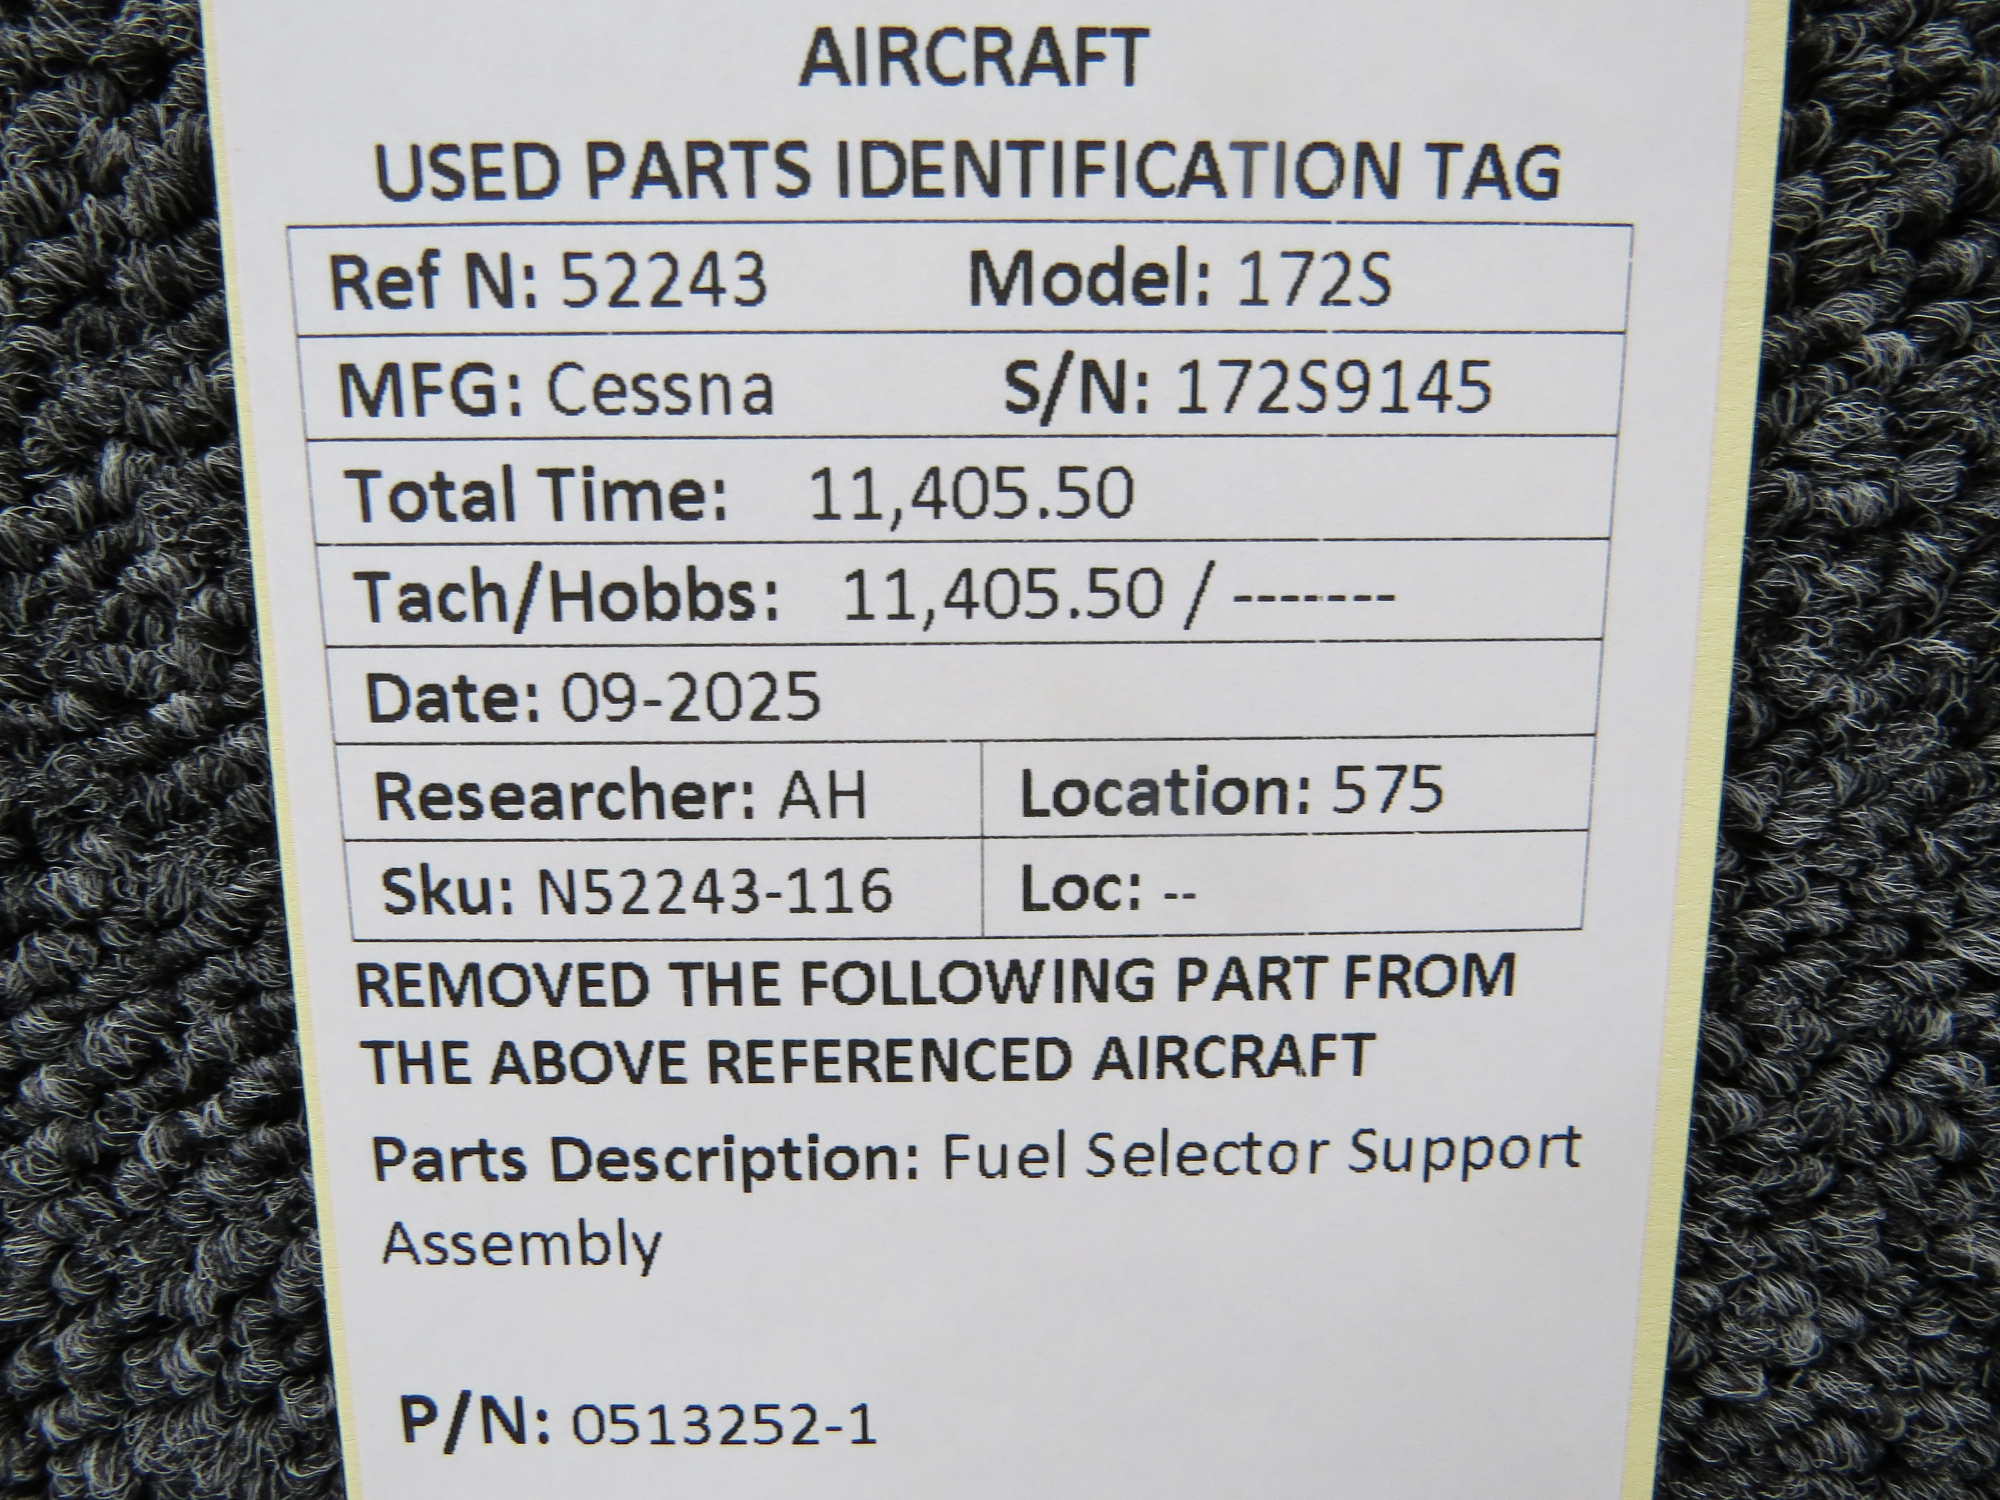 AIRCRAFT
USED PARTS IDENTIFICATION TAG
Ref N: 52243 Model: 172S
MFG: Cessna S/N: 172S9145
Total Time: 11,405.50
Tach/Hobbs: 11,405.50 / -------
Date: 09-2025
Researcher: AH Location: 575
Sku: N52243-116 Loc: --
REMOVED THE FOLLOWING PART FROM
THE ABOVE REFERENCED AIRCRAFT
Parts Description: Fuel Selector Support
Assembly
P/N: 0513252-1